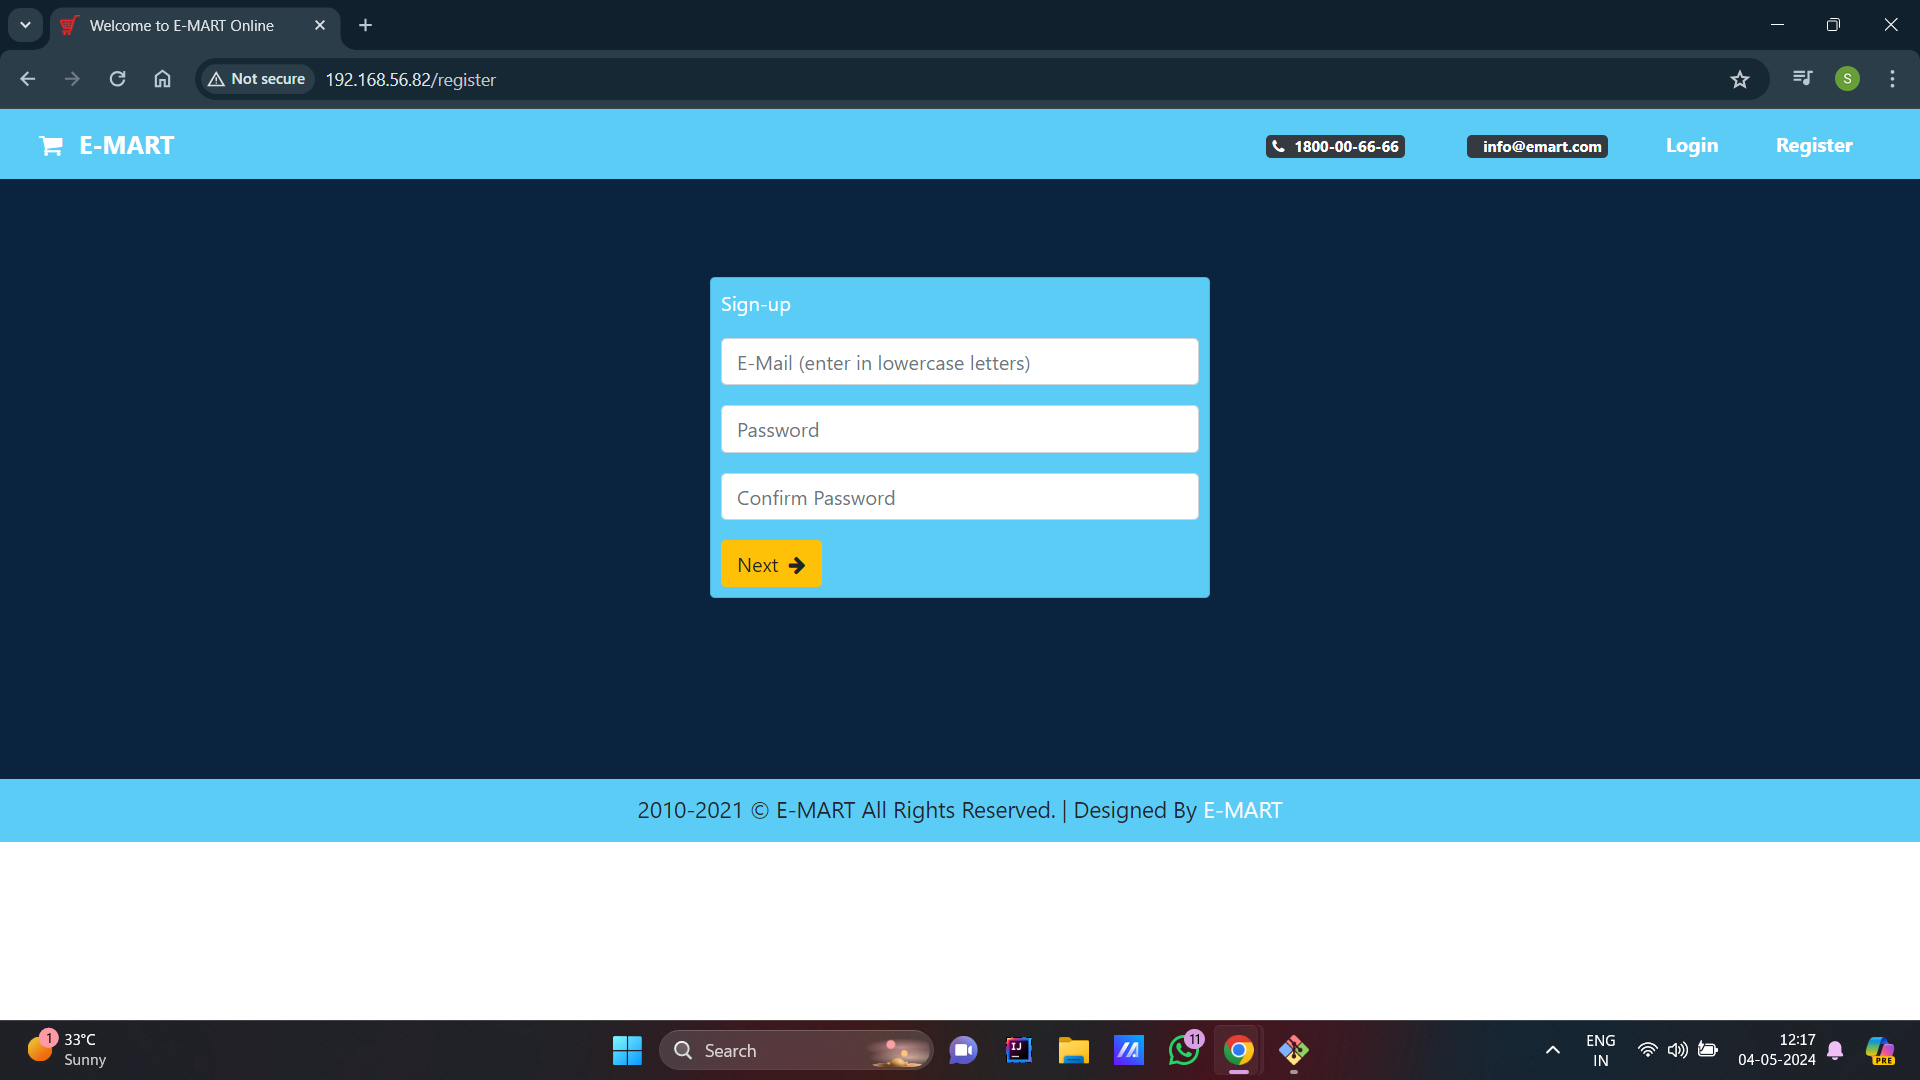 Welcome to E-MART Online
Not secure
192.168.56.82/register
S
E-MART
1800-00-66-66
info@emart.com
Login
Register
Sign-up
E-Mail (enter in lowercase letters)
Password
Confirm Password
Next
2010-2021 © E-MART All Rights Reserved. | Designed By E-MART
1
33°C
Sunny
Search
IJ
11
ENG
IN
12:17
04-05-2024
PRE